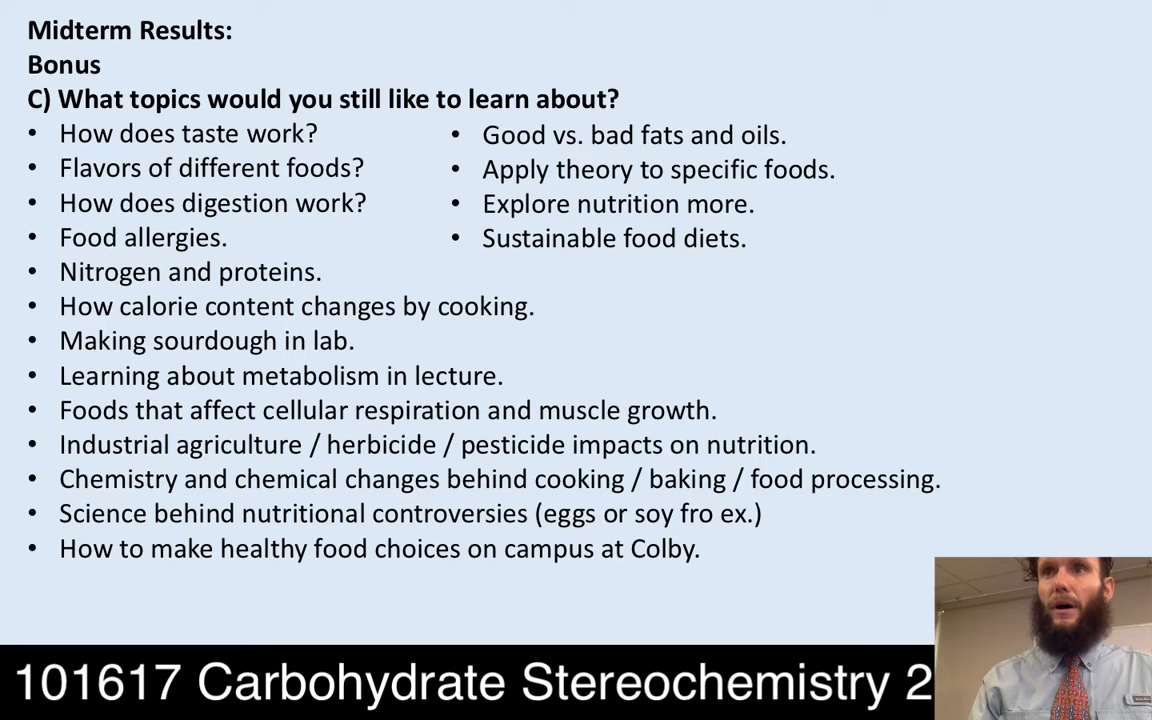 Midterm Results:
Bonus
C) What topics would you still like to learn about?
• How does taste work?
• Flavors of different foods?
• How does digestion work?
• Food allergies.
• Nitrogen and proteins.
• How calorie content changes by cooking.
• Making sourdough in lab.
• Learning about metabolism in lecture.
• Foods that affect cellular respiration and muscle growth.
• Industrial agriculture / herbicide / pesticide impacts on nutrition.
• Chemistry and chemical changes behind cooking / baking / food processing.
• Science behind nutritional controversies (eggs or soy fro ex.)
• How to make healthy food choices on campus at Colby.
• Good vs. bad fats and oils.
• Apply theory to specific foods.
• Explore nutrition more.
• Sustainable food diets.
101617 Carbohydrate Stereochemistry 2